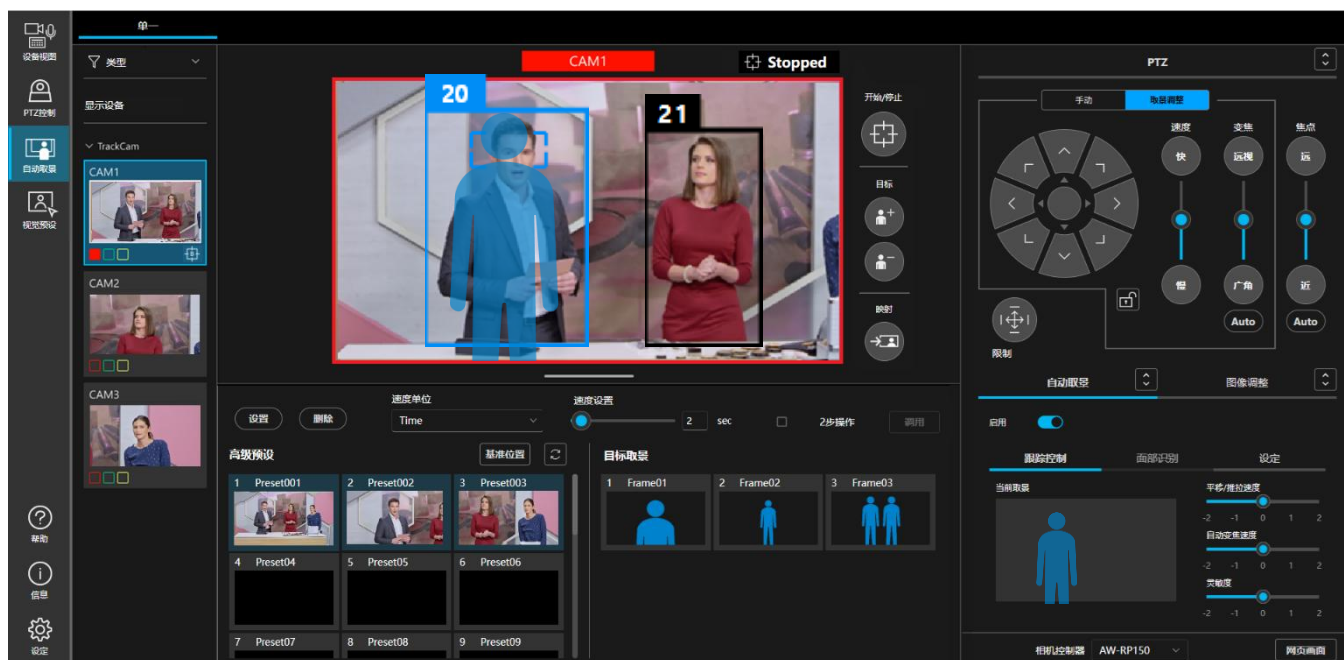 单一
设备视图
PTZ控制
自动取景
视觉预设
帮助
信息
设定
类型
显示设备
TrackCam
CAM1
CAM2
CAM3
CAM1
Stopped
20
21
开始/停止
目标
映射
设置
删除
速度单位
Time
速度设置
2 sec
2步操作
调用
高级预设
基准位置
1 Preset001
2 Preset002
3 Preset003
4 Preset04
5 Preset05
6 Preset06
7 Preset07
8 Preset08
9 Preset09
目标取景
1 Frame01
2 Frame02
3 Frame03
PTZ
手动
取景调整
速度
变焦
焦点
快
远摄
远
慢
广角
近
Auto
Auto
限制
自动取景
图像调整
启用
跟踪控制
面部识别
设定
当前取景
平移/推拉速度
-2 -1 0 1 2
自动变焦速度
-2 -1 0 1 2
灵敏度
-2 -1 0 1 2
相机控制器
AW-RP150
网页画面